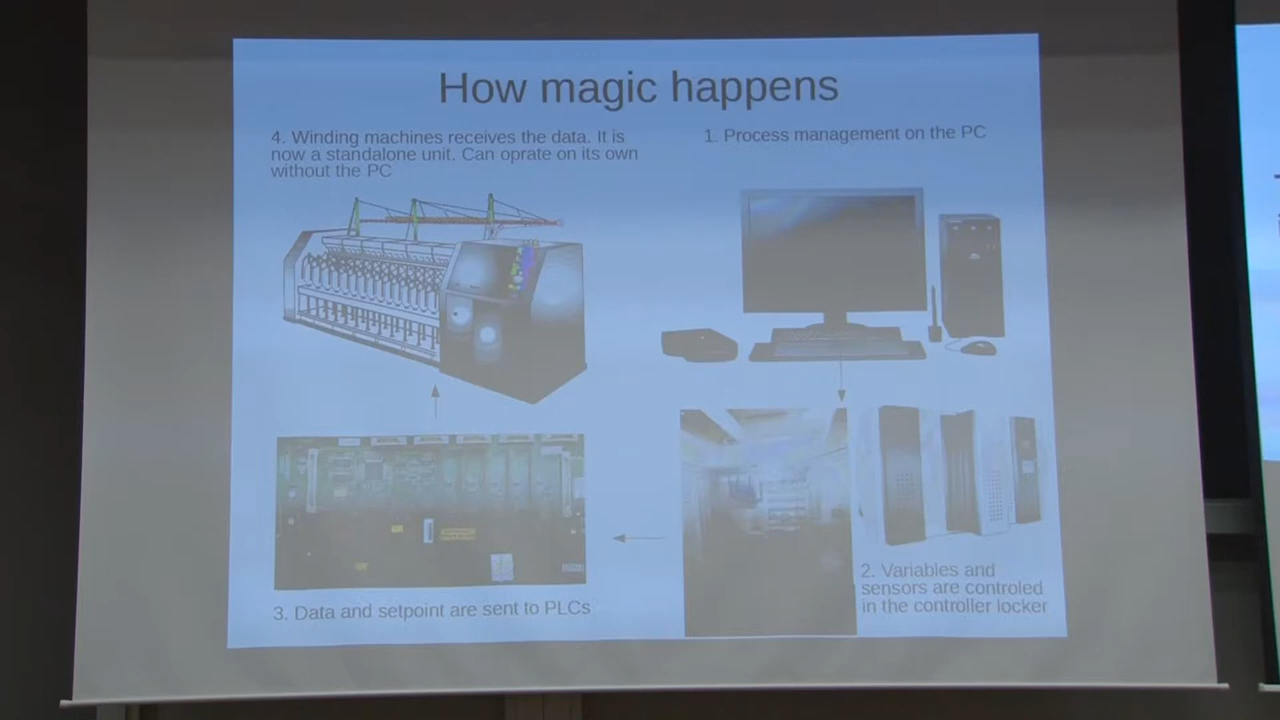 How magic happens
4. Winding machines receives the data. It is
now a standalone unit. Can oprate on its own
without the PC
1. Process management on the PC
2. Variables and
sensors are controled
in the controller locker
3. Data and setpoint are sent to PLCs